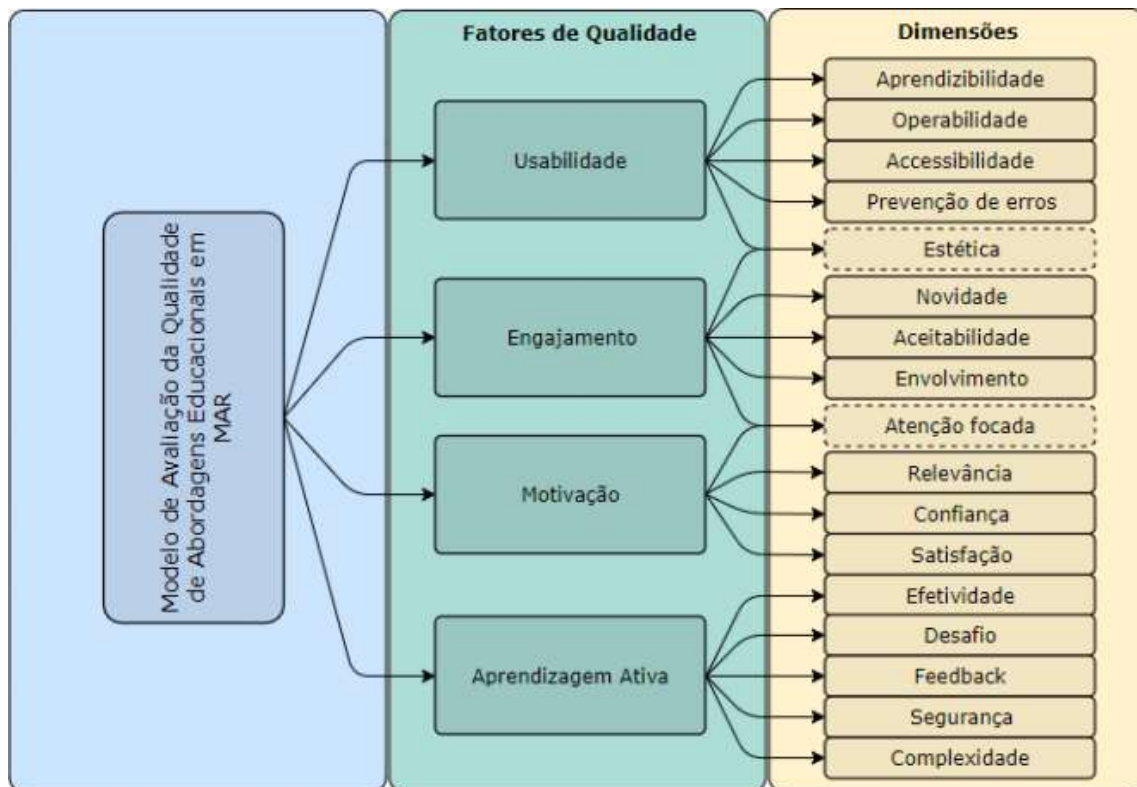 Modelo de Avaliação da Qualidade
de Abordagens Educacionais em
MAR
Fatores de Qualidade
Usabilidade
Engajamento
Motivação
Aprendizagem Ativa
Dimensões
Aprendizibilidade
Operabilidade
Accessibilidade
Prevenção de erros
Estética
Novidade
Aceitabilidade
Envolvimento
Atenção focada
Relevância
Confiança
Satisfação
Efetividade
Desafio
Feedback
Segurança
Complexidade